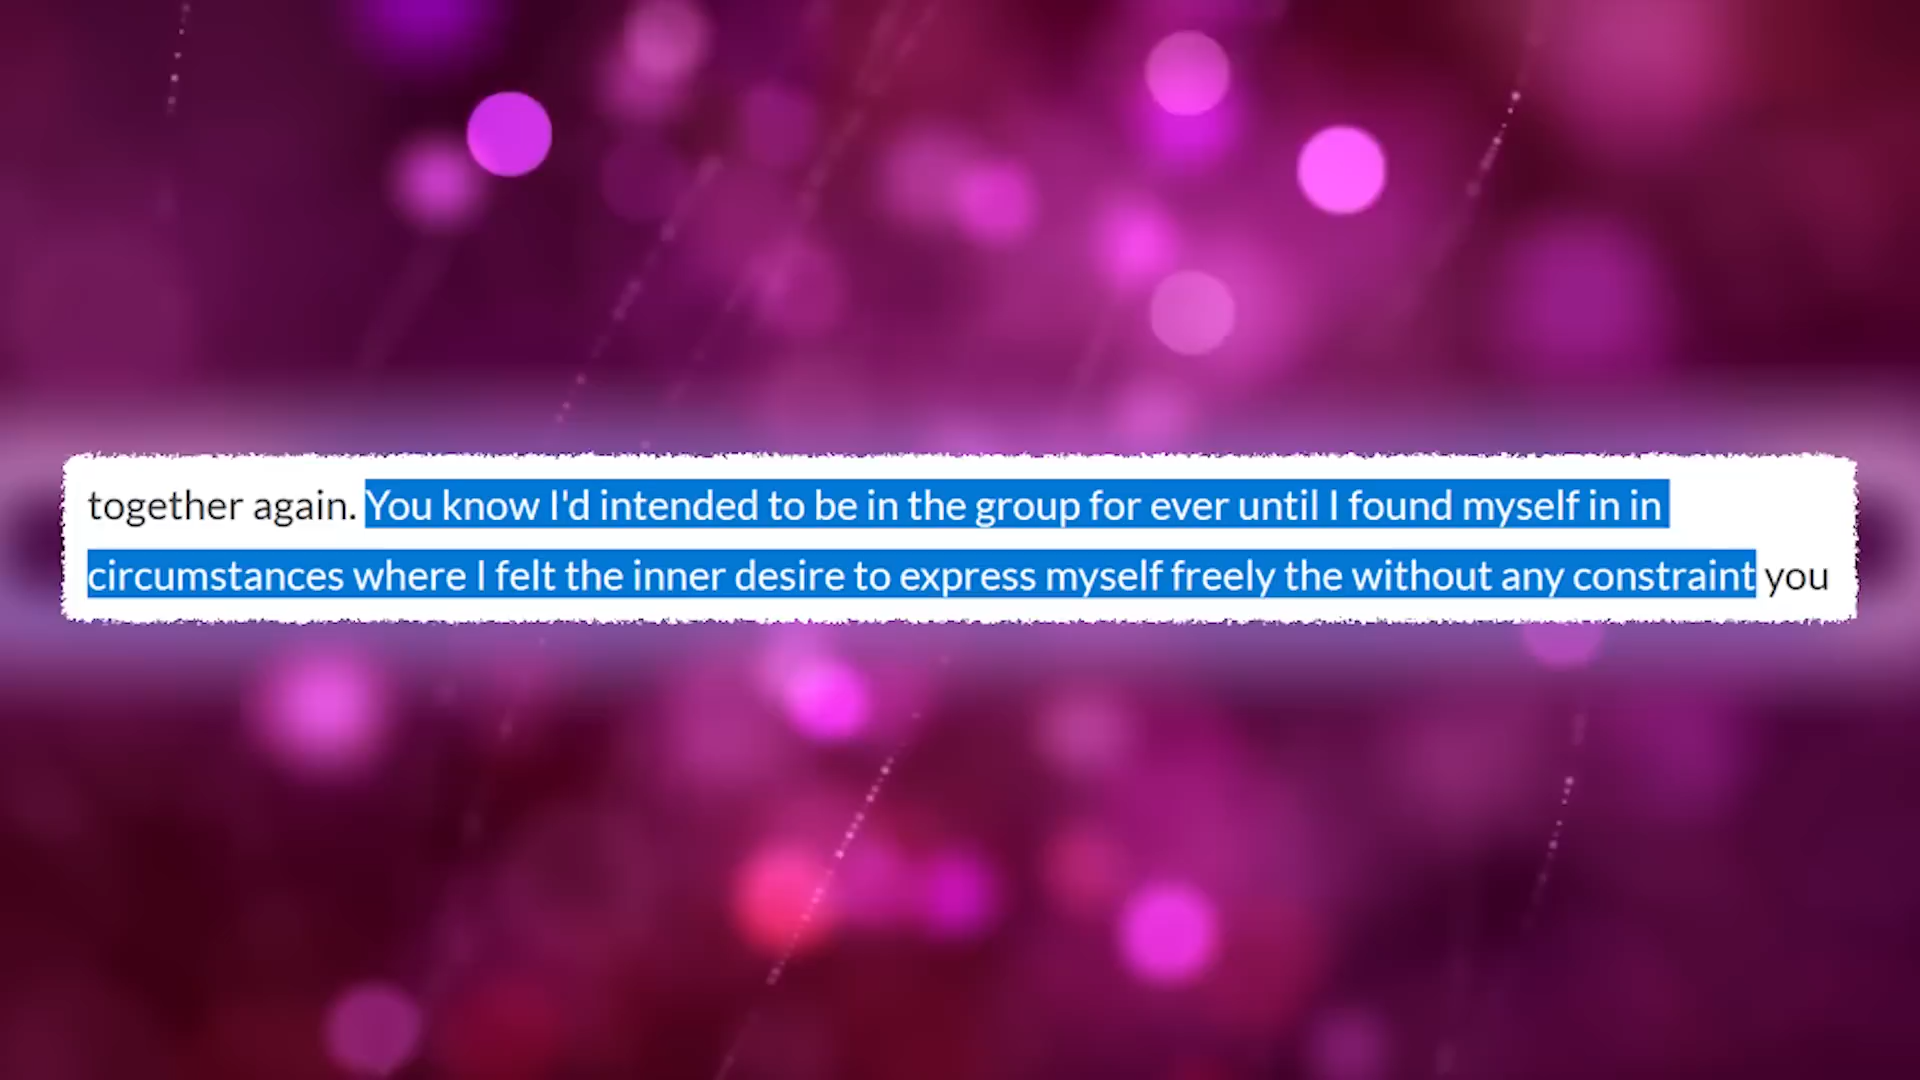 together again. You know I'd intended to be in the group for ever until I found myself in in
circumstances where I felt the inner desire to express myself freely the without any constraint you